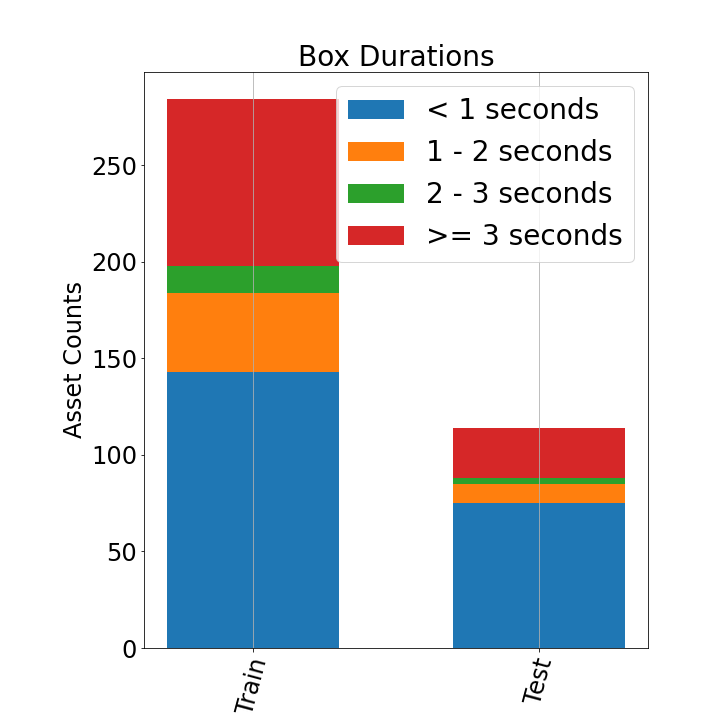 Box Durations
< 1 seconds
1 - 2 seconds
2 - 3 seconds
>= 3 seconds
Asset Counts
250
200
150
100
50
0
Train
Test